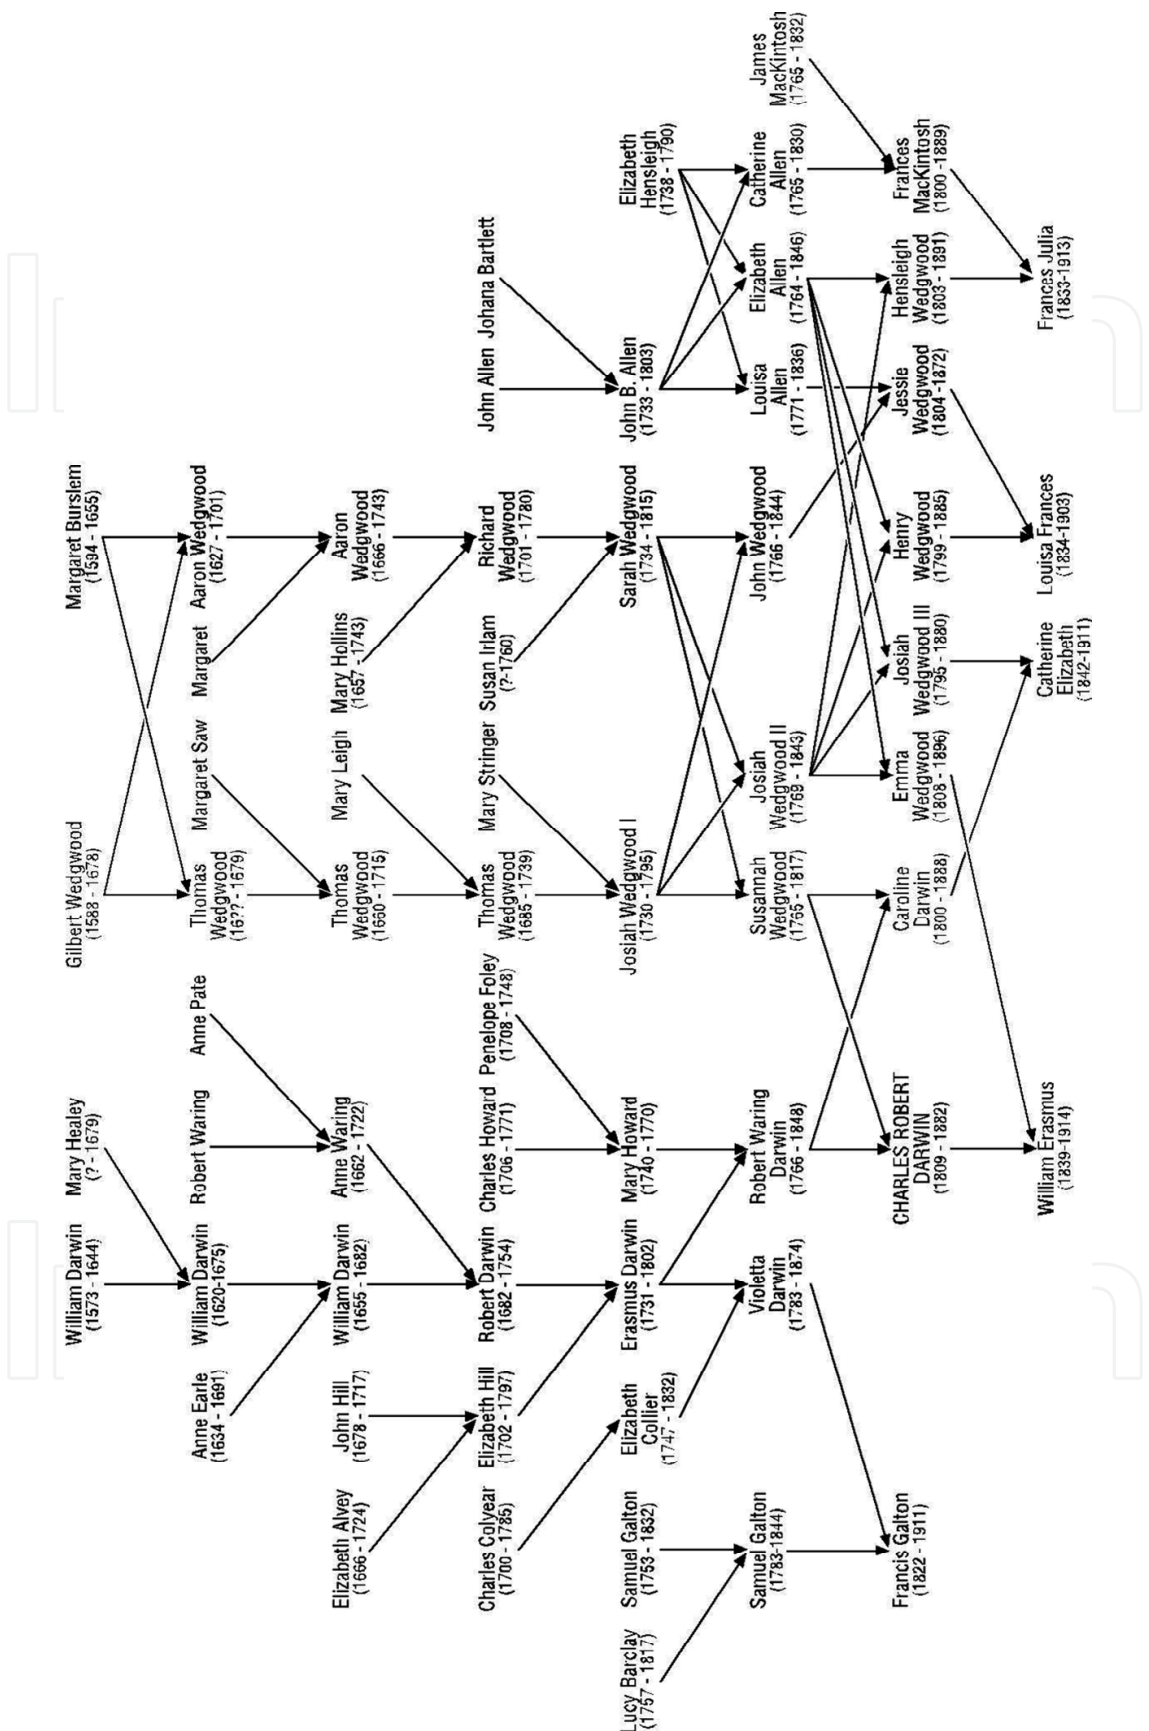 William Darwin
(1573 - 1644)
Mary Healey
(? - 1679)
Gilbert Wedgwood
(1588 - 1678)
Margaret Burslem
(1594 - 1655)
Anne Earle
(1634 - 1691)
William Darwin
(1620-1675)
Robert Waring
Anne Pate
Thomas
Wedgwood
(16?? - 1679)
Margaret Saw
Margaret
Aaron Wedgwood
(1627 - 1701)
Elizabeth Alvey
(1666 - 1724)
John Hill
(1678 - 1717)
William Darwin
(1655 - 1682)
Anne Waring
(1662 - 1722)
Thomas
Wedgwood
(1660 - 1715)
Mary Leigh
Mary Hollins
(1657 - 1743)
Aaron
Wedgwood
(1666 - 1743)
Charles Colyear
(1700 - 1785)
Elizabeth Hill
(1702 - 1797)
Robert Darwin
(1682 - 1754)
Charles Howard
(1706 - 1771)
Penelope Foley
(1708 - 1748)
Thomas
Wedgwood
(1685 - 1739)
Mary Stringer
Susan Irlam
(?-1760)
Richard
Wedgwood
(1701 - 1780)
John Allen
Johana Bartlett
Lucy Barclay
(1757 - 1817)
Samuel Galton
(1753 - 1832)
Elizabeth
Collier
(1747 - 1832)
Erasmus Darwin
(1731 - 1802)
Mary Howard
(1740 - 1770)
Josiah Wedgwood I
(1730 - 1795)
Sarah Wedgwood
(1734 - 1815)
John B. Allen
(1733 - 1803)
Elizabeth
Hensleigh
(1738 - 1790)
Samuel Galton
(1783-1844)
Violetta
Darwin
(1783 - 1874)
Robert Waring
Darwin
(1766 - 1848)
Susannah
Wedgwood
(1765 - 1817)
Josiah
Wedgwood II
(1769 - 1843)
John Wedgwood
(1766 - 1844)
Louisa
Allen
(1771 - 1836)
Elizabeth
Allen
(1764 - 1846)
Catherine
Allen
(1765 - 1830)
James
MacKintosh
(1765 - 1832)
Francis Galton
(1822 - 1911)
CHARLES ROBERT
DARWIN
(1809 - 1882)
Caroline
Darwin
(1800 - 1888)
Emma
Wedgwood
(1808 - 1896)
Josiah
Wedgwood III
(1795 - 1880)
Henry
Wedgwood
(1799 - 1885)
Jessie
Wedgwood
(1804 -1872)
Hensleigh
Wedgwood
(1803 - 1891)
Frances
MacKintosh
(1800 -1889)
William Erasmus
(1839-1914)
Catherine
Elizabeth
(1842-1911)
Louisa Frances
(1834-1903)
Frances Julia
(1833-1913)